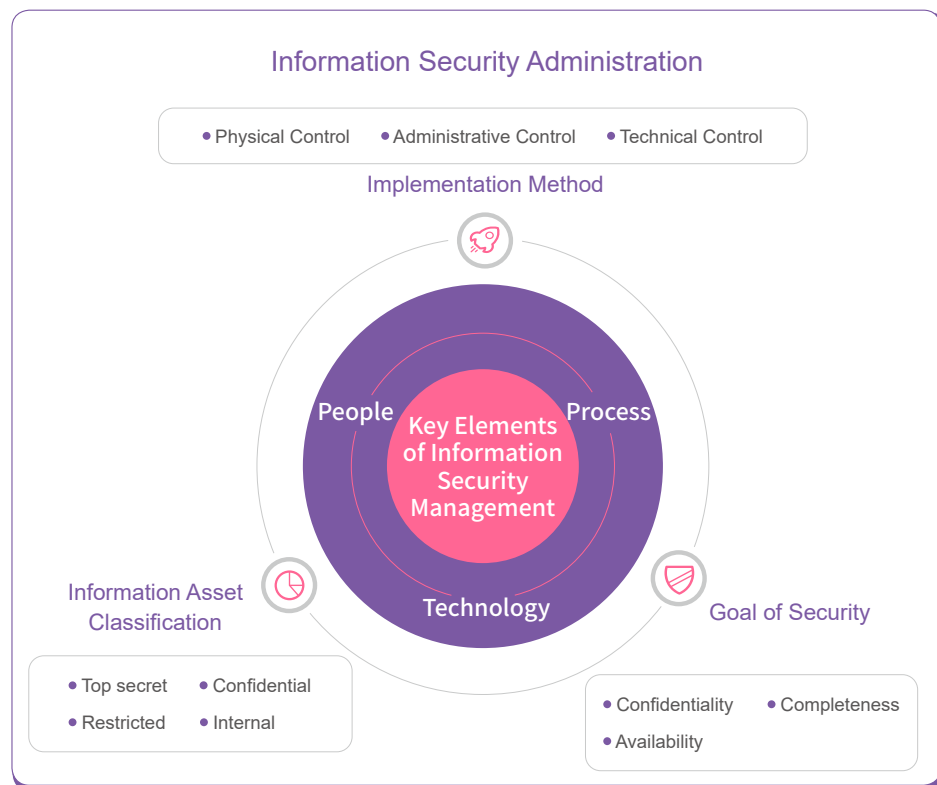 Information Security Administration
Physical Control Administrative Control Technical Control
Implementation Method
People
Process
Key Elements
of Information
Security
Management
Technology
Information Asset
Classification
Top secret Confidential
Restricted Internal
Goal of Security
Confidentiality Completeness
Availability